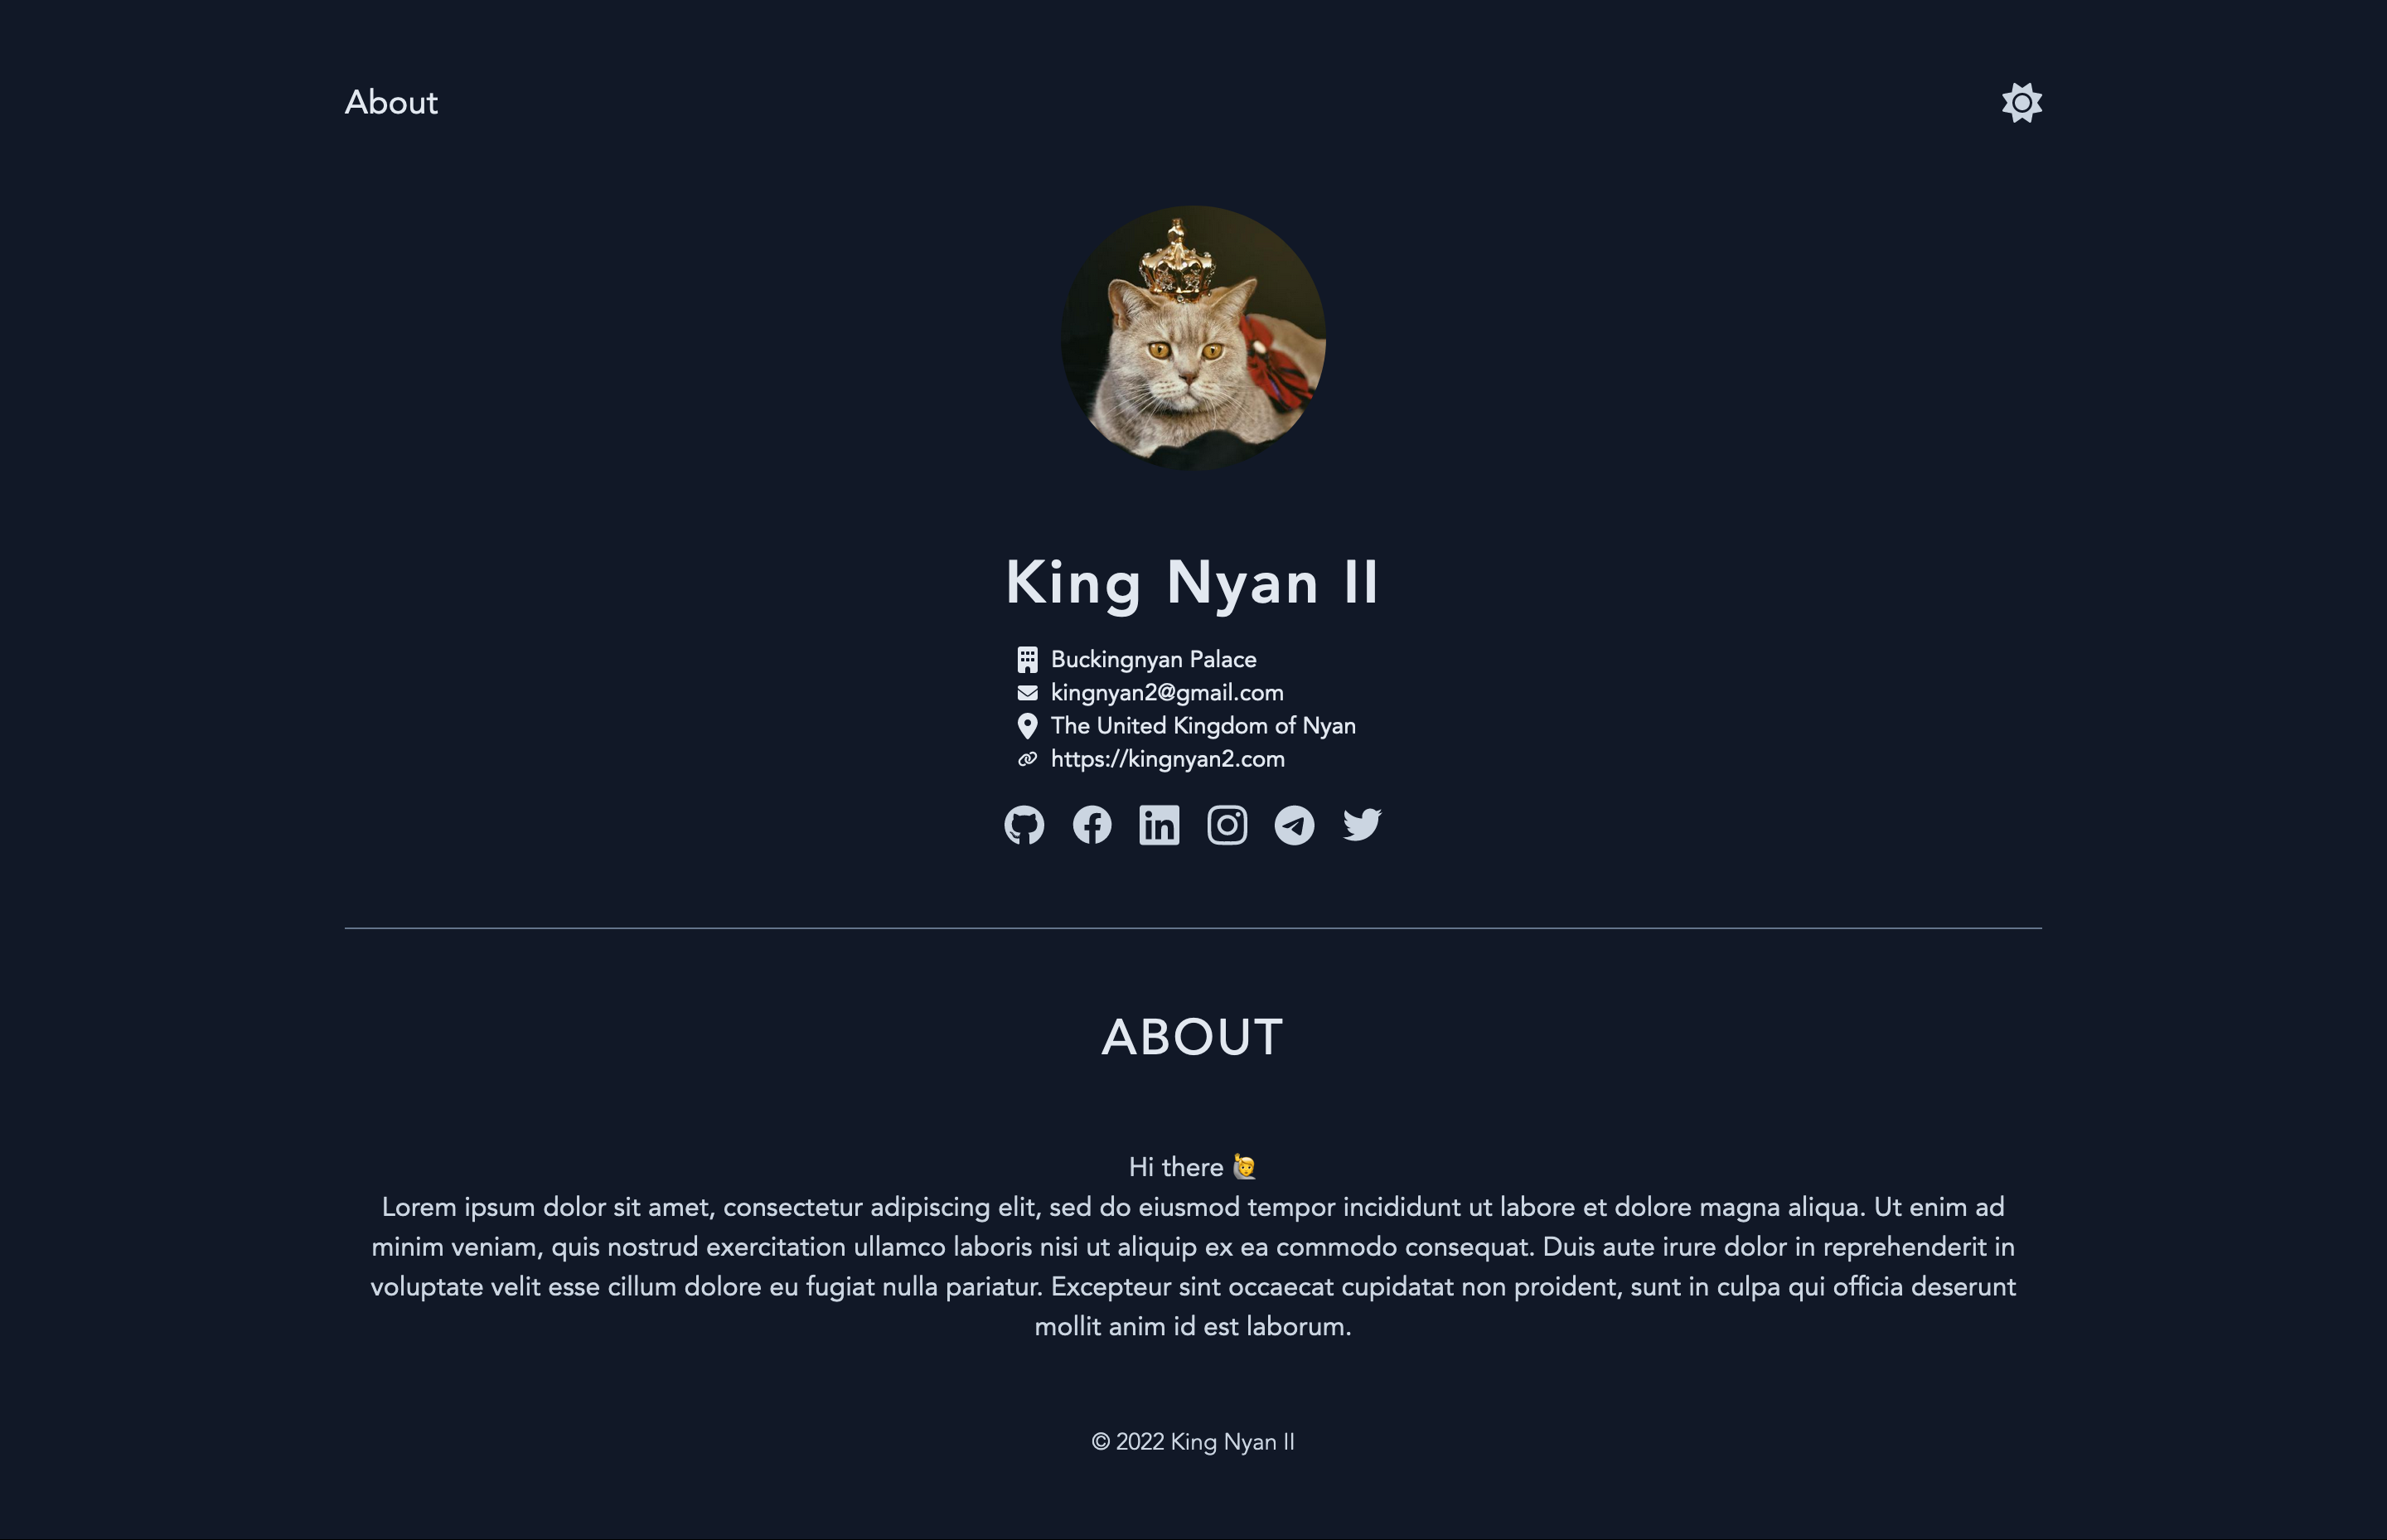 About
King Nyan II
Buckingnyan Palace
kingnyan2@gmail.com
The United Kingdom of Nyan
https://kingnyan2.com
ABOUT
Hi there 🙋
Lorem ipsum dolor sit amet, consectetur adipiscing elit, sed do eiusmod tempor incididunt ut labore et dolore magna aliqua. Ut enim ad
minim veniam, quis nostrud exercitation ullamco laboris nisi ut aliquip ex ea commodo consequat. Duis aute irure dolor in reprehenderit in
voluptate velit esse cillum dolore eu fugiat nulla pariatur. Excepteur sint occaecat cupidatat non proident, sunt in culpa qui officia deserunt
mollit anim id est laborum.
© 2022 King Nyan II